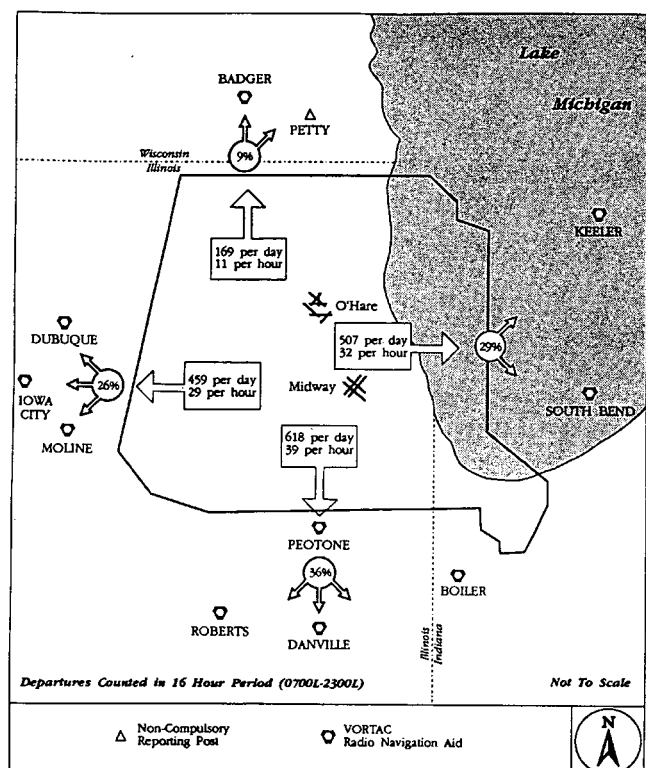 Lake
Michigan
BADGER
PETTY
Wisconsin
Illinois
9%
KEELER
169 per day
11 per hour
O'Hare
DUBUQUE
507 per day
32 per hour
29%
IOWA
CITY
26%
459 per day
29 per hour
Midway
SOUTH BEND
MOLINE
618 per day
39 per hour
PEOTONE
36%
BOILER
ROBERTS
DANVILLE
Illinois
Indiana
Departures Counted in 16 Hour Period (0700L-2300L)
Not To Scale
Non-Compulsory
Reporting Post
VORTAC
Radio Navigation Aid
N